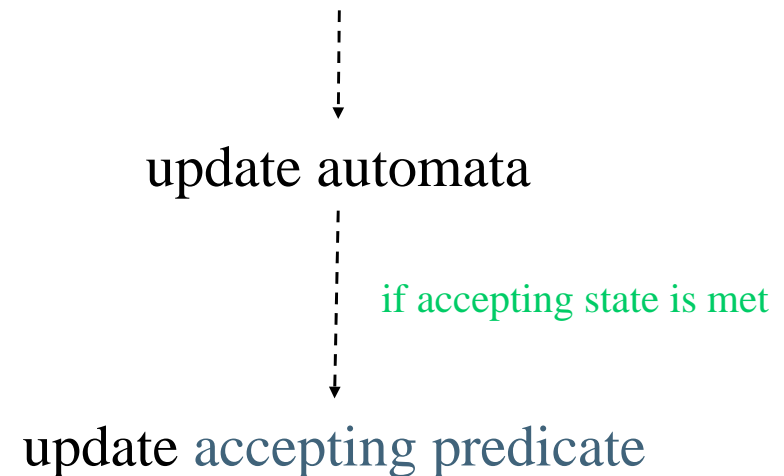 update automata
if accepting state is met
update accepting predicate